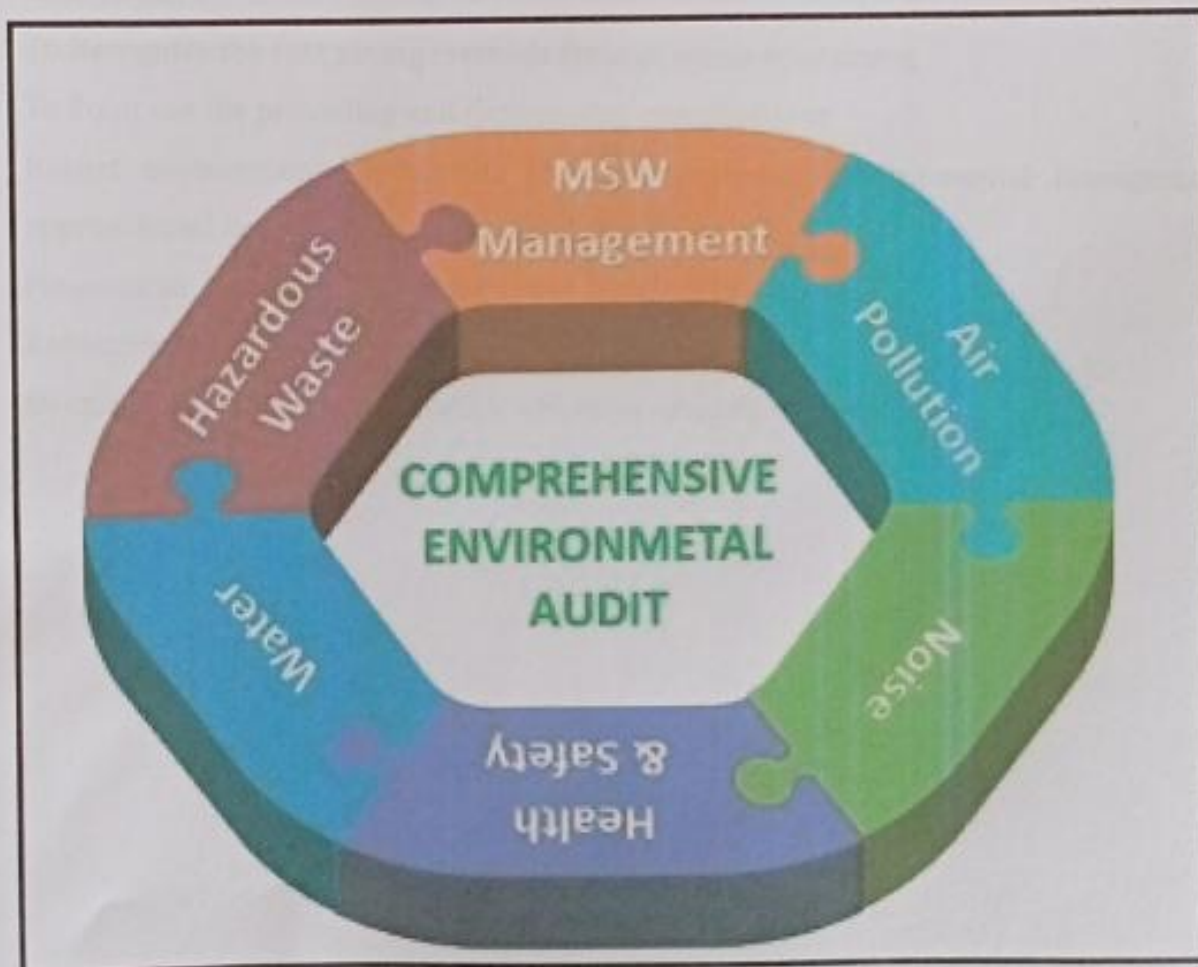 MSW
Management
Air
Pollution
Noise
Health
& Safety
Water
Hazardous
Waste
COMPREHENSIVE
ENVIRONMETAL
AUDIT